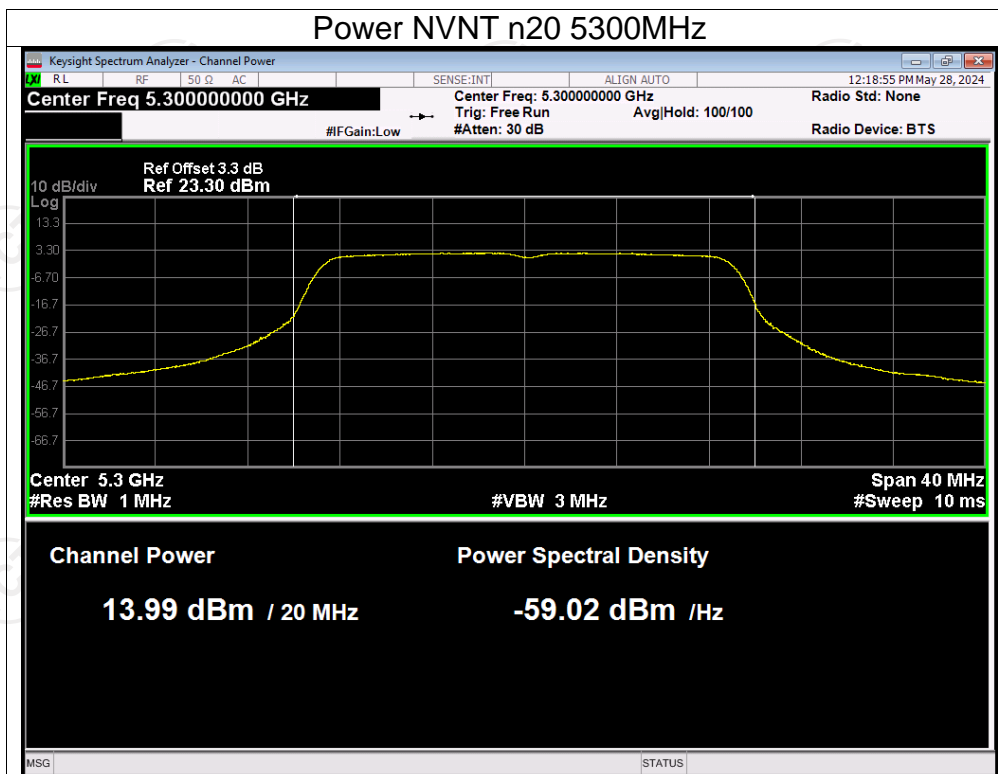 Power NVNT n20 5300MHz
Keysight Spectrum Analyzer - Channel Power
LXI RL RF 50 Ω AC SENSE:INT ALIGN AUTO 12:18:55 PM May 28, 2024
Center Freq 5.300000000 GHz Center Freq: 5.300000000 GHz Radio Std: None
Trig: Free Run Avg|Hold: 100/100
#IFGain:Low #Atten: 30 dB Radio Device: BTS
Ref Offset 3.3 dB
10 dB/div Ref 23.30 dBm
Log
13.3
3.30
-6.70
-16.7
-26.7
-36.7
-46.7
-56.7
-66.7
Center 5.3 GHz Span 40 MHz
#Res BW 1 MHz #VBW 3 MHz #Sweep 10 ms
Channel Power Power Spectral Density
13.99 dBm / 20 MHz -59.02 dBm /Hz
MSG STATUS